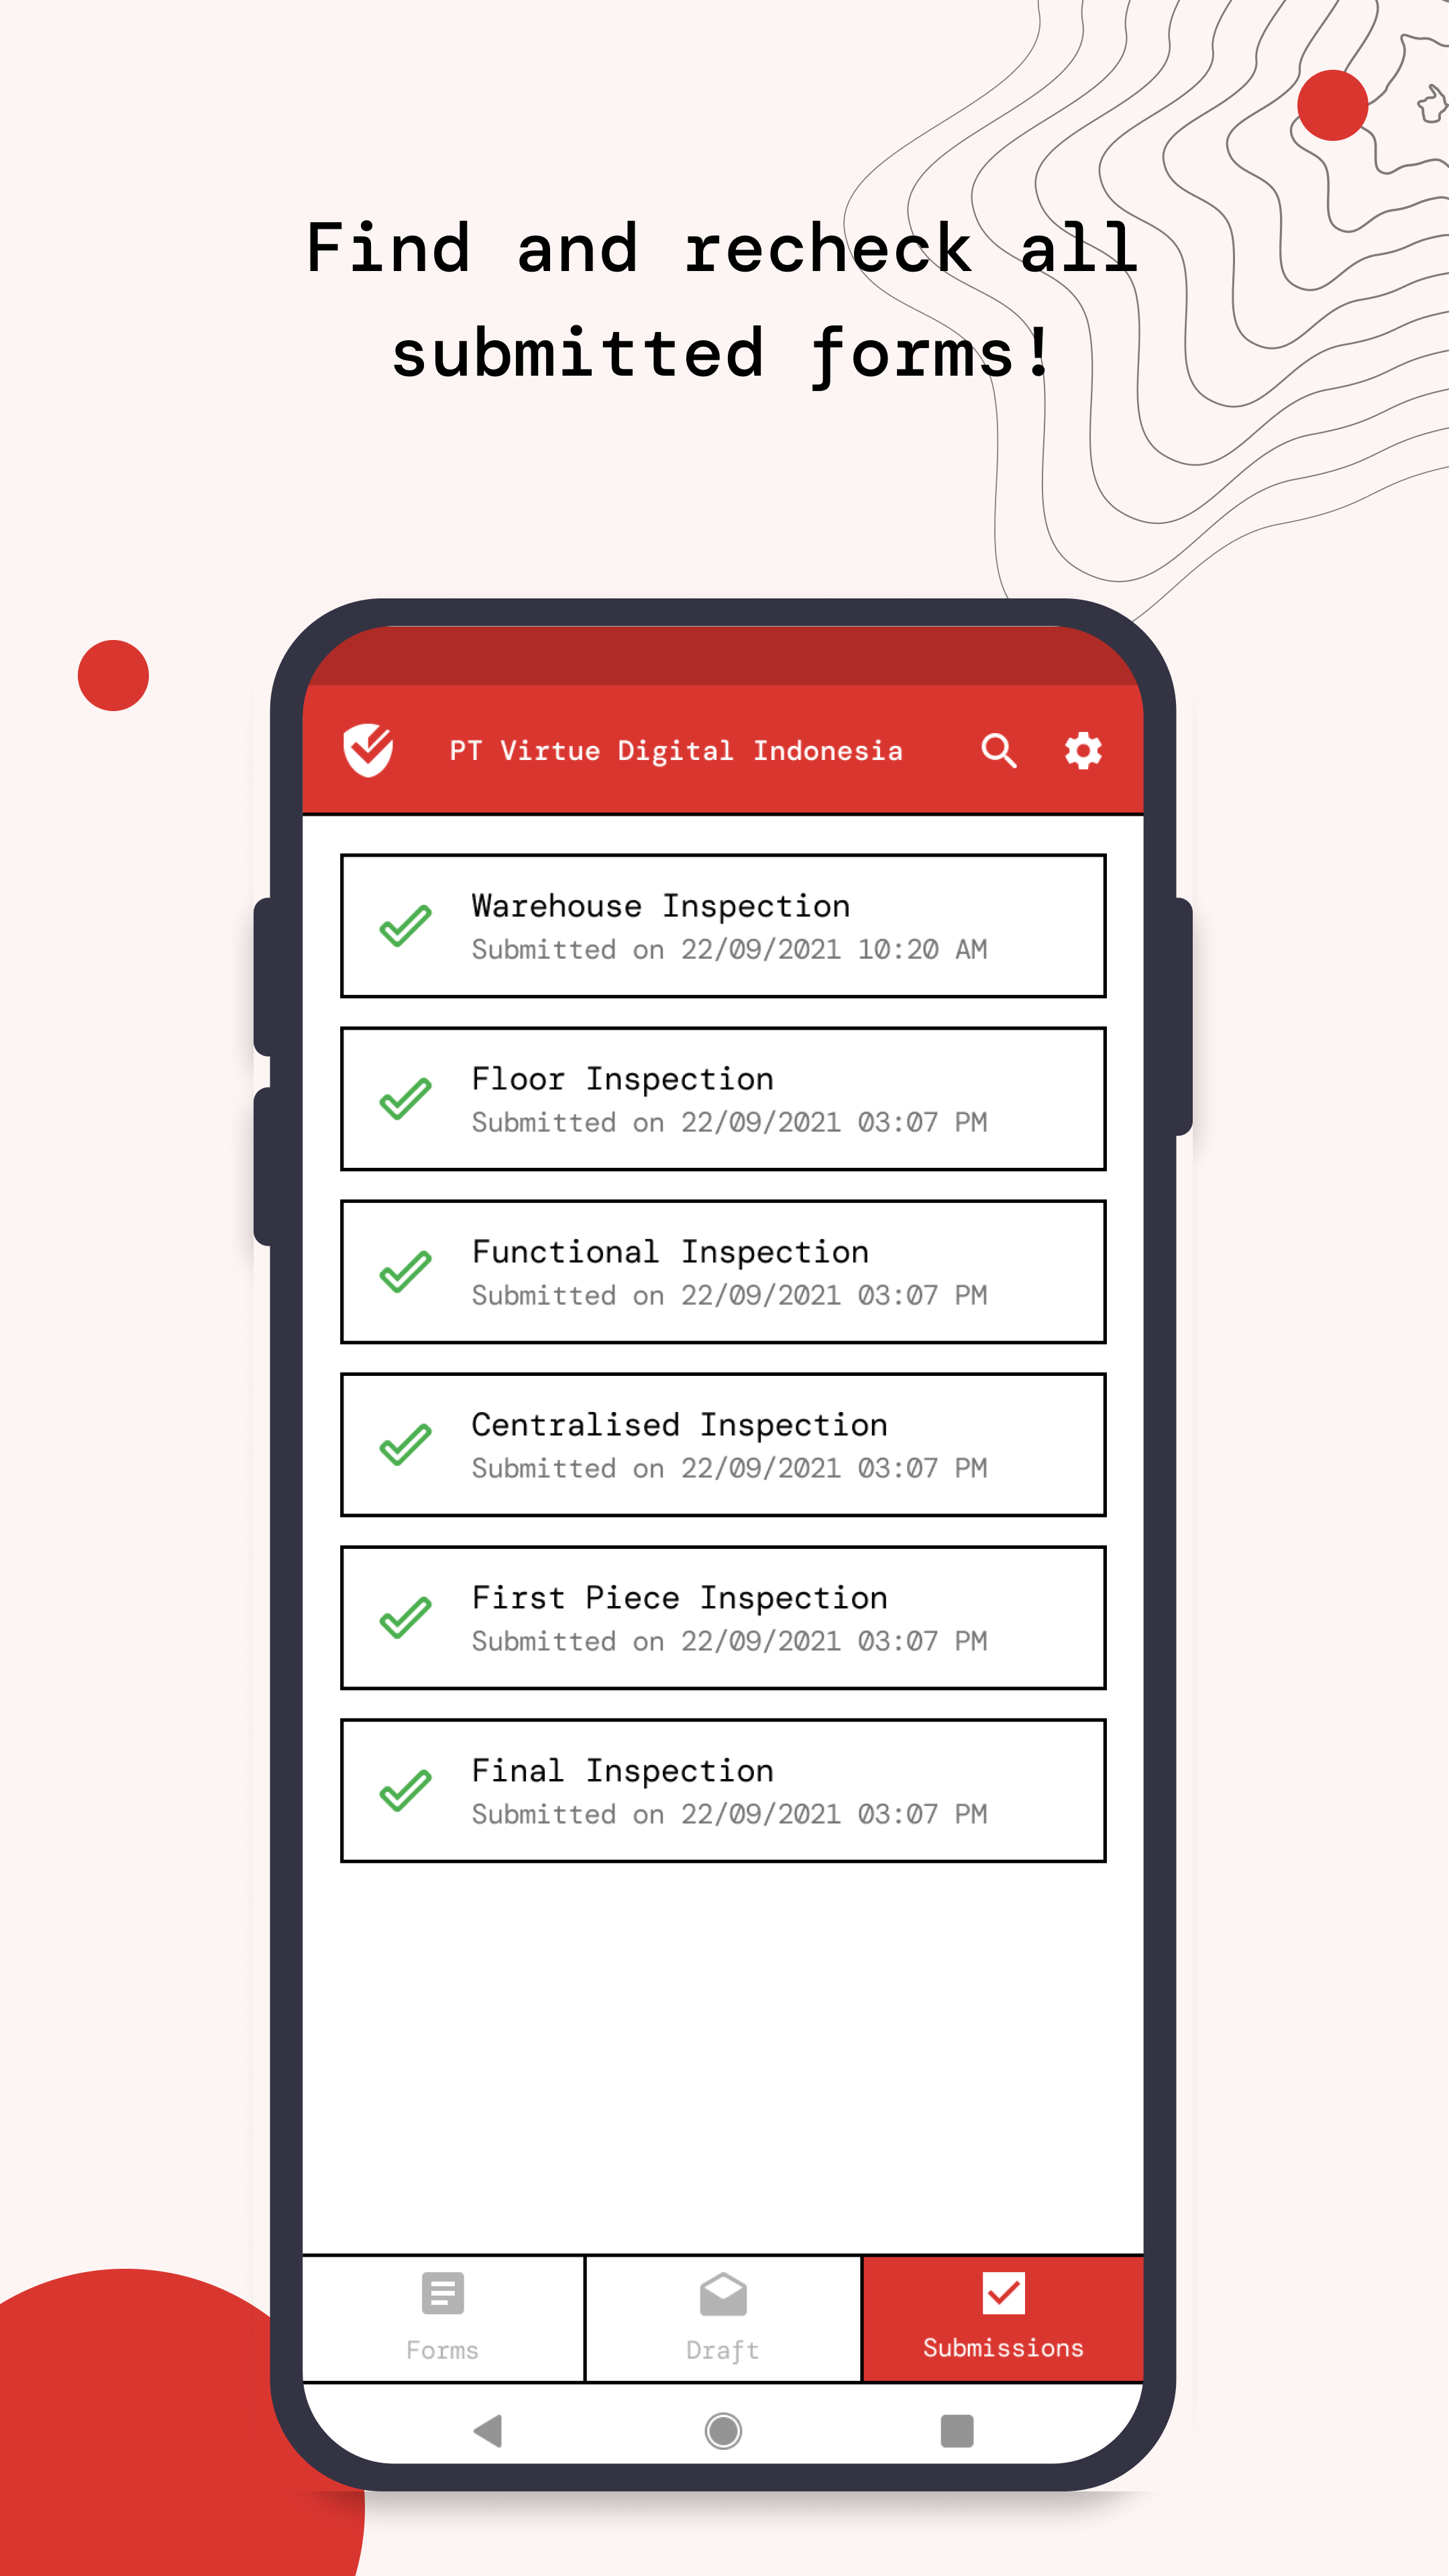 Find and recheck all
submitted forms!
PT Virtue Digital Indonesia
Warehouse Inspection
Submitted on 22/09/2021 10:20 AM
Floor Inspection
Submitted on 22/09/2021 03:07 PM
Functional Inspection
Submitted on 22/09/2021 03:07 PM
Centralised Inspection
Submitted on 22/09/2021 03:07 PM
First Piece Inspection
Submitted on 22/09/2021 03:07 PM
Final Inspection
Submitted on 22/09/2021 03:07 PM
Forms
Draft
Submissions